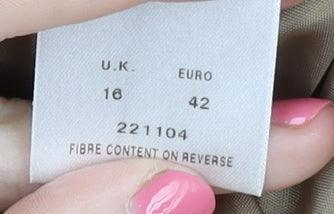 U.K. EURO
16 42
221104
FIBRE CONTENT ON REVERSE